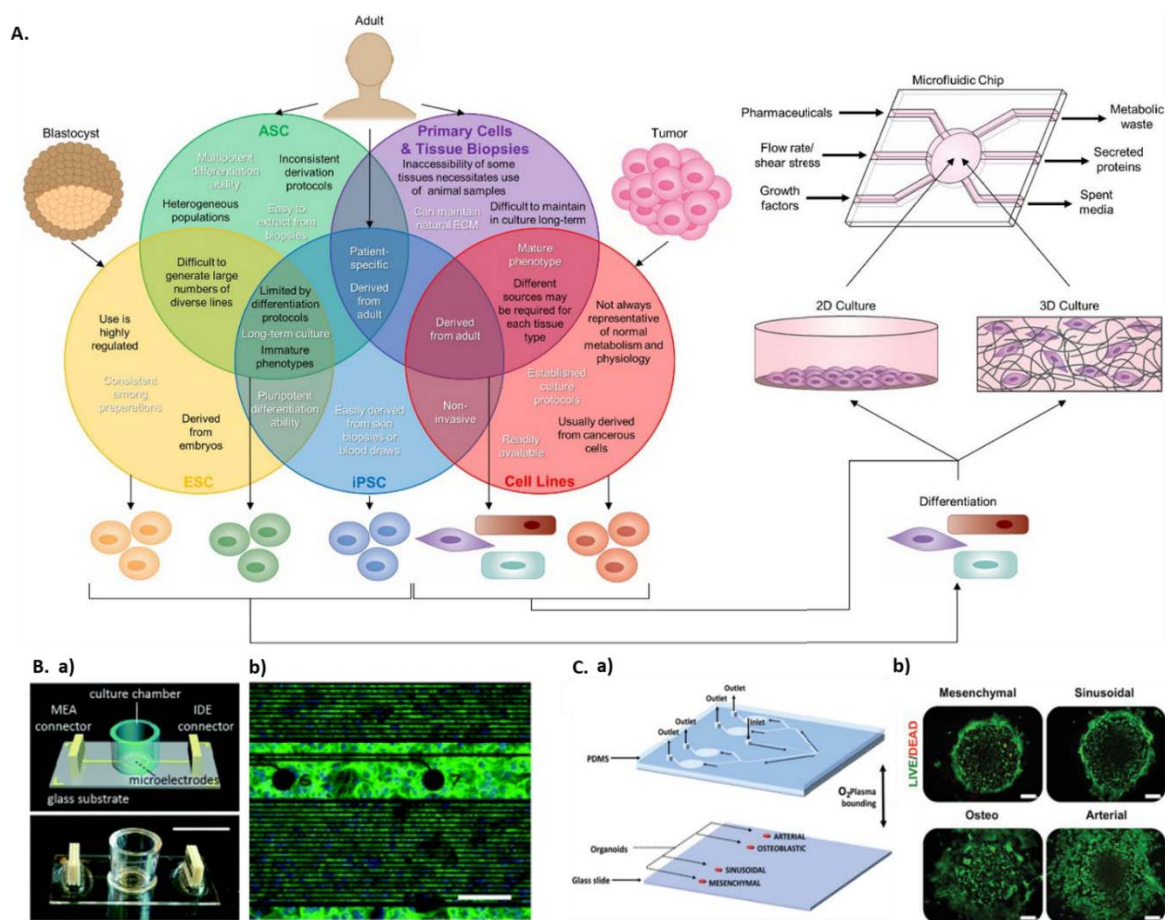 A.
Adult
Blastocyst
ASC
Multipotent
differentiation
ability
Inconsistent
derivation
protocols
Heterogeneous
populations
Easy to
extract from
biopsies
Primary Cells
& Tissue Biopsies
Inaccessibility of some
tissues necessitates use
of animal samples
Can maintain
natural ECM
Difficult to maintain
in culture long-term
Tumor
Difficult to
generate large
numbers of
diverse lines
Patient-
specific
Derived from
adult
Mature
phenotype
Different
sources may
be required for
each tissue
type
Limited by
differentiation
protocols
Long-term culture
Immature
phenotypes
Derived
from adult
Use is
highly
regulated
Consistent
among
preparations
Derived
from
embryos
Pluripotent
differentiation
ability
Easily derived
from skin
biopsies or
blood draws
Non-
invasive
Not always
representative
of normal
metabolism and
physiology
Established
culture
protocols
Readily
available
Usually derived
from cancerous
cells
ESC
iPSC
Cell Lines
Microfluidic Chip
Pharmaceuticals
Flow rate/
shear stress
Growth
factors
Metabolic
waste
Secreted
proteins
Spent
media
2D Culture
3D Culture
Differentiation
B. a)
culture chamber
MEA
connector
IDE
connector
microelectrodes
glass substrate
b)
6
7
C. a)
Outlet
Outlet
Outlet
Outlet
Inlet
PDMS
O2Plasma
bounding
Organoids
ARTERIAL
OSTEOBLASTIC
SINUSOIDAL
MESENCHYMAL
Glass slide
b)
LIVE/DEAD
Mesenchymal
Sinusoidal
Osteo
Arterial